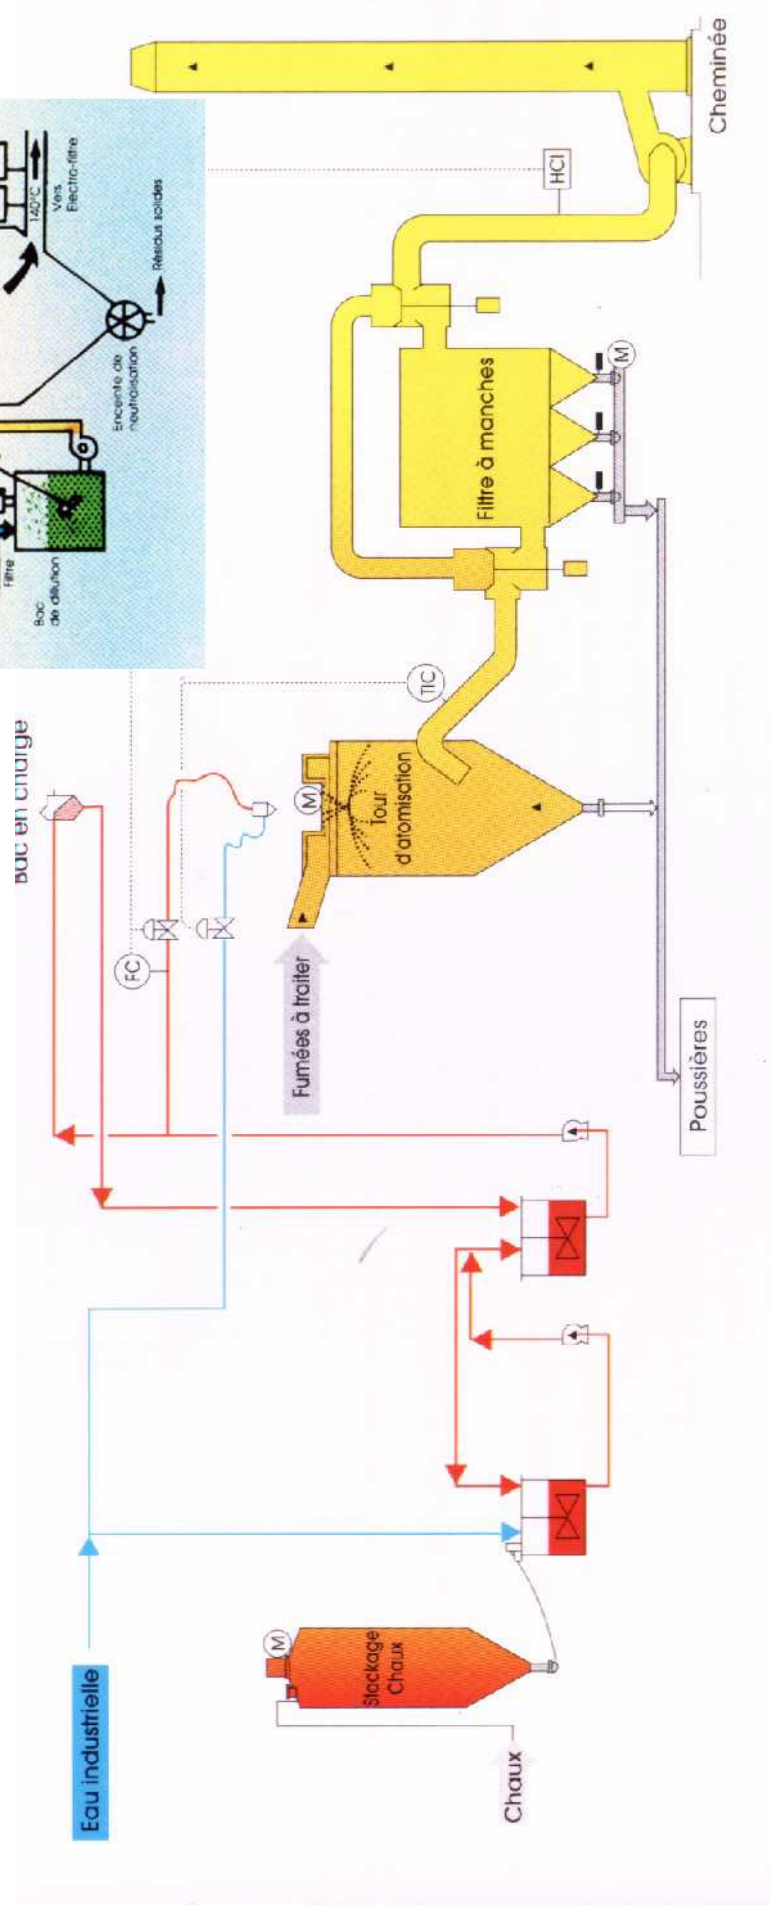 Eau industrielle
Chaux
M
Stockage
Chaux
Bac en charge
FC
Fumées à traiter
M
Tour
d'atomisation
TIC
Poussières
Filtre à manches
M
HCl
Cheminée
Filtre
Bac
de dilution
Enceinte de
neutralisation
Résidus solides
140°C
Vers
Electro-filtre